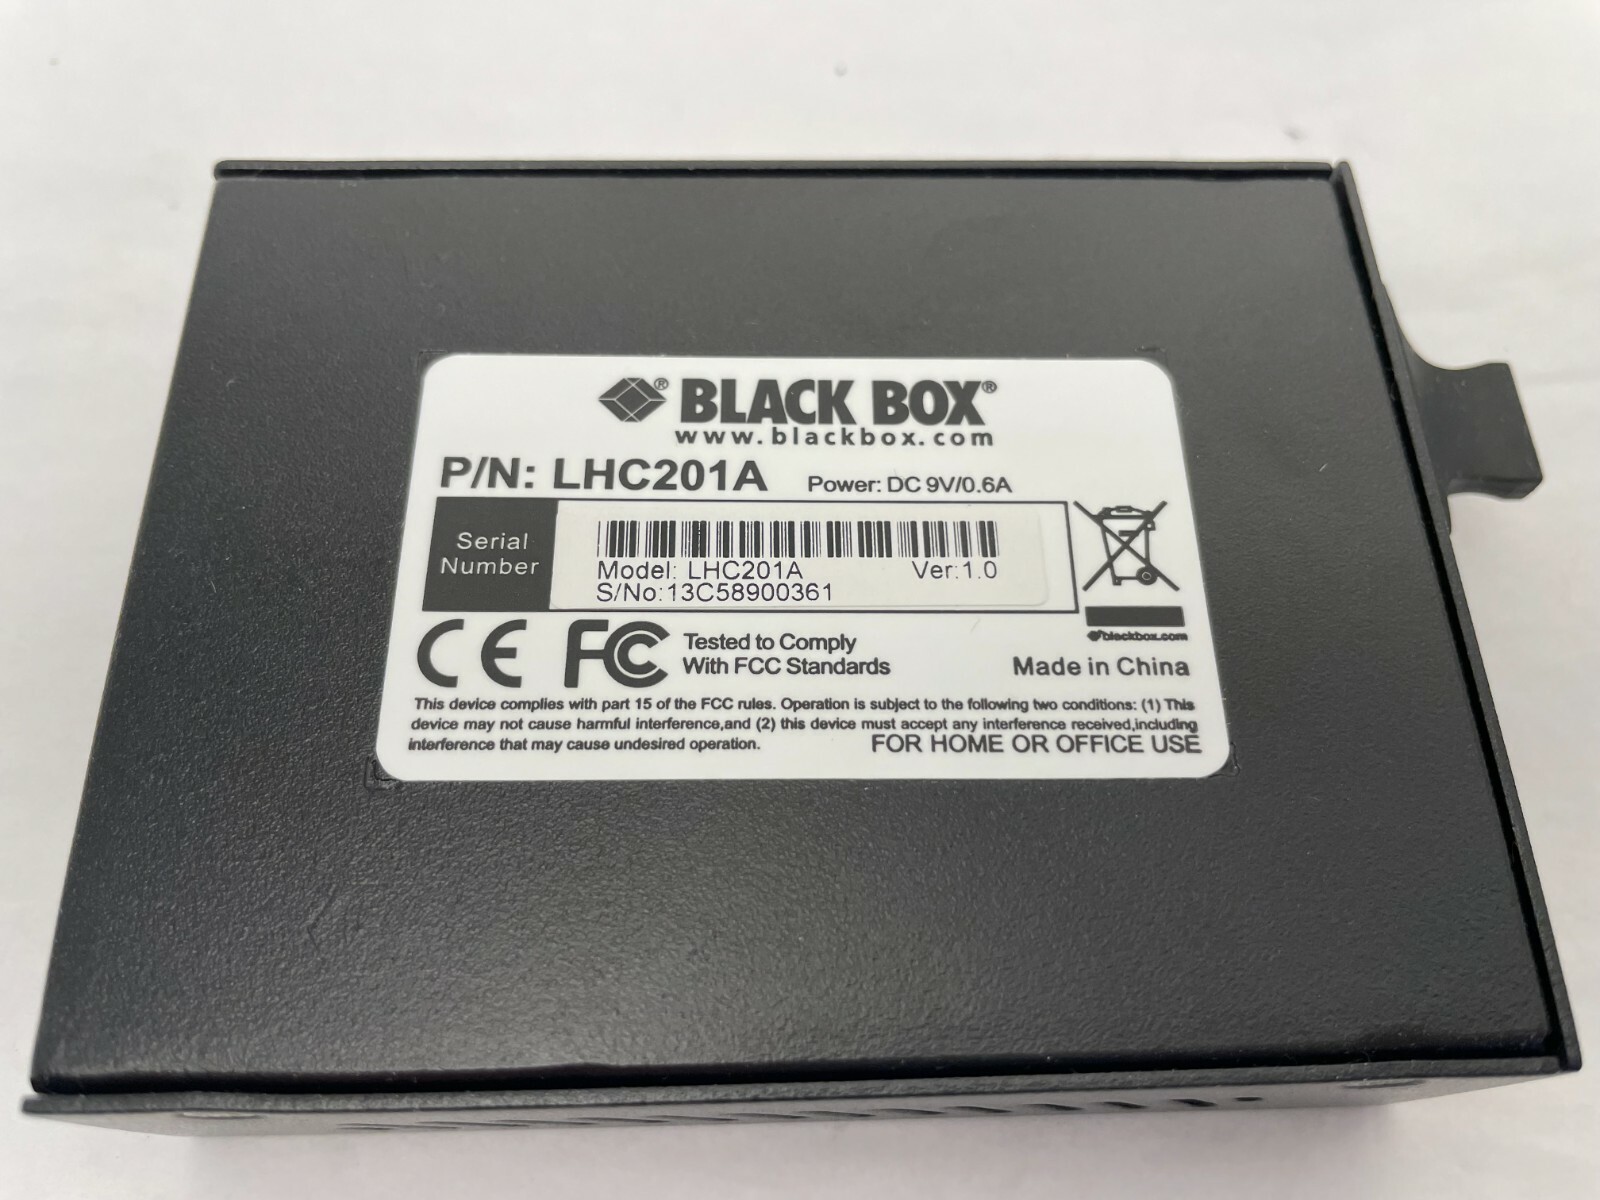 ® BLACK BOX®
www.blackbox.com
P/N: LHC201A Power: DC 9V/0.6A
Serial
Number
Model: LHC201A Ver:1.0
S/No:13C58900361
blackbox.com
CE FC Tested to Comply
With FCC Standards
Made in China
This device complies with part 15 of the FCC rules. Operation is subject to the following two conditions: (1) This
device may not cause harmful interference,and (2) this device must accept any interference received,including
interference that may cause undesired operation. FOR HOME OR OFFICE USE